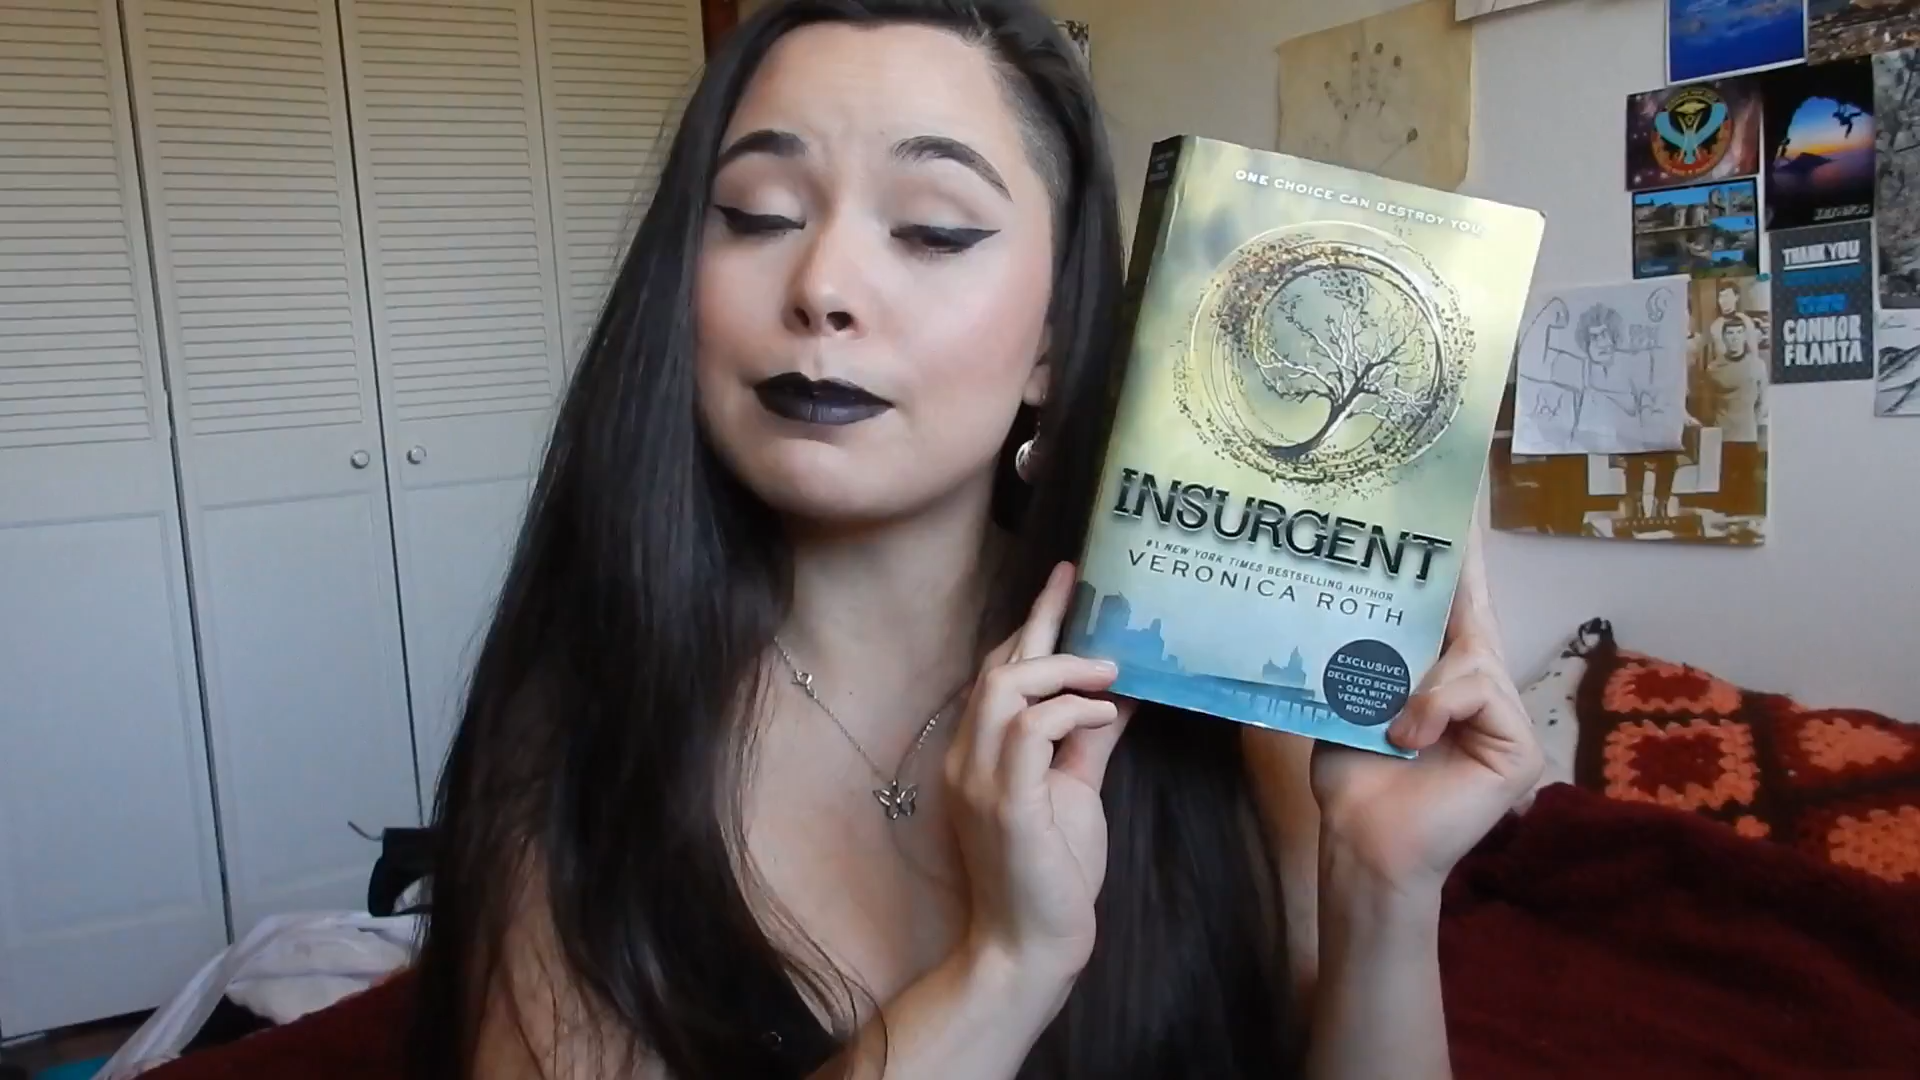 ONE CHOICE CAN DESTROY YOU
INSURGENT
#1 NEW YORK TIMES BESTSELLING AUTHOR
VERONICA ROTH
EXCLUSIVE!
DELETED SCENE
+ Q&A WITH
VERONICA
ROTH!
THANK YOU
CONNOR
FRANTA